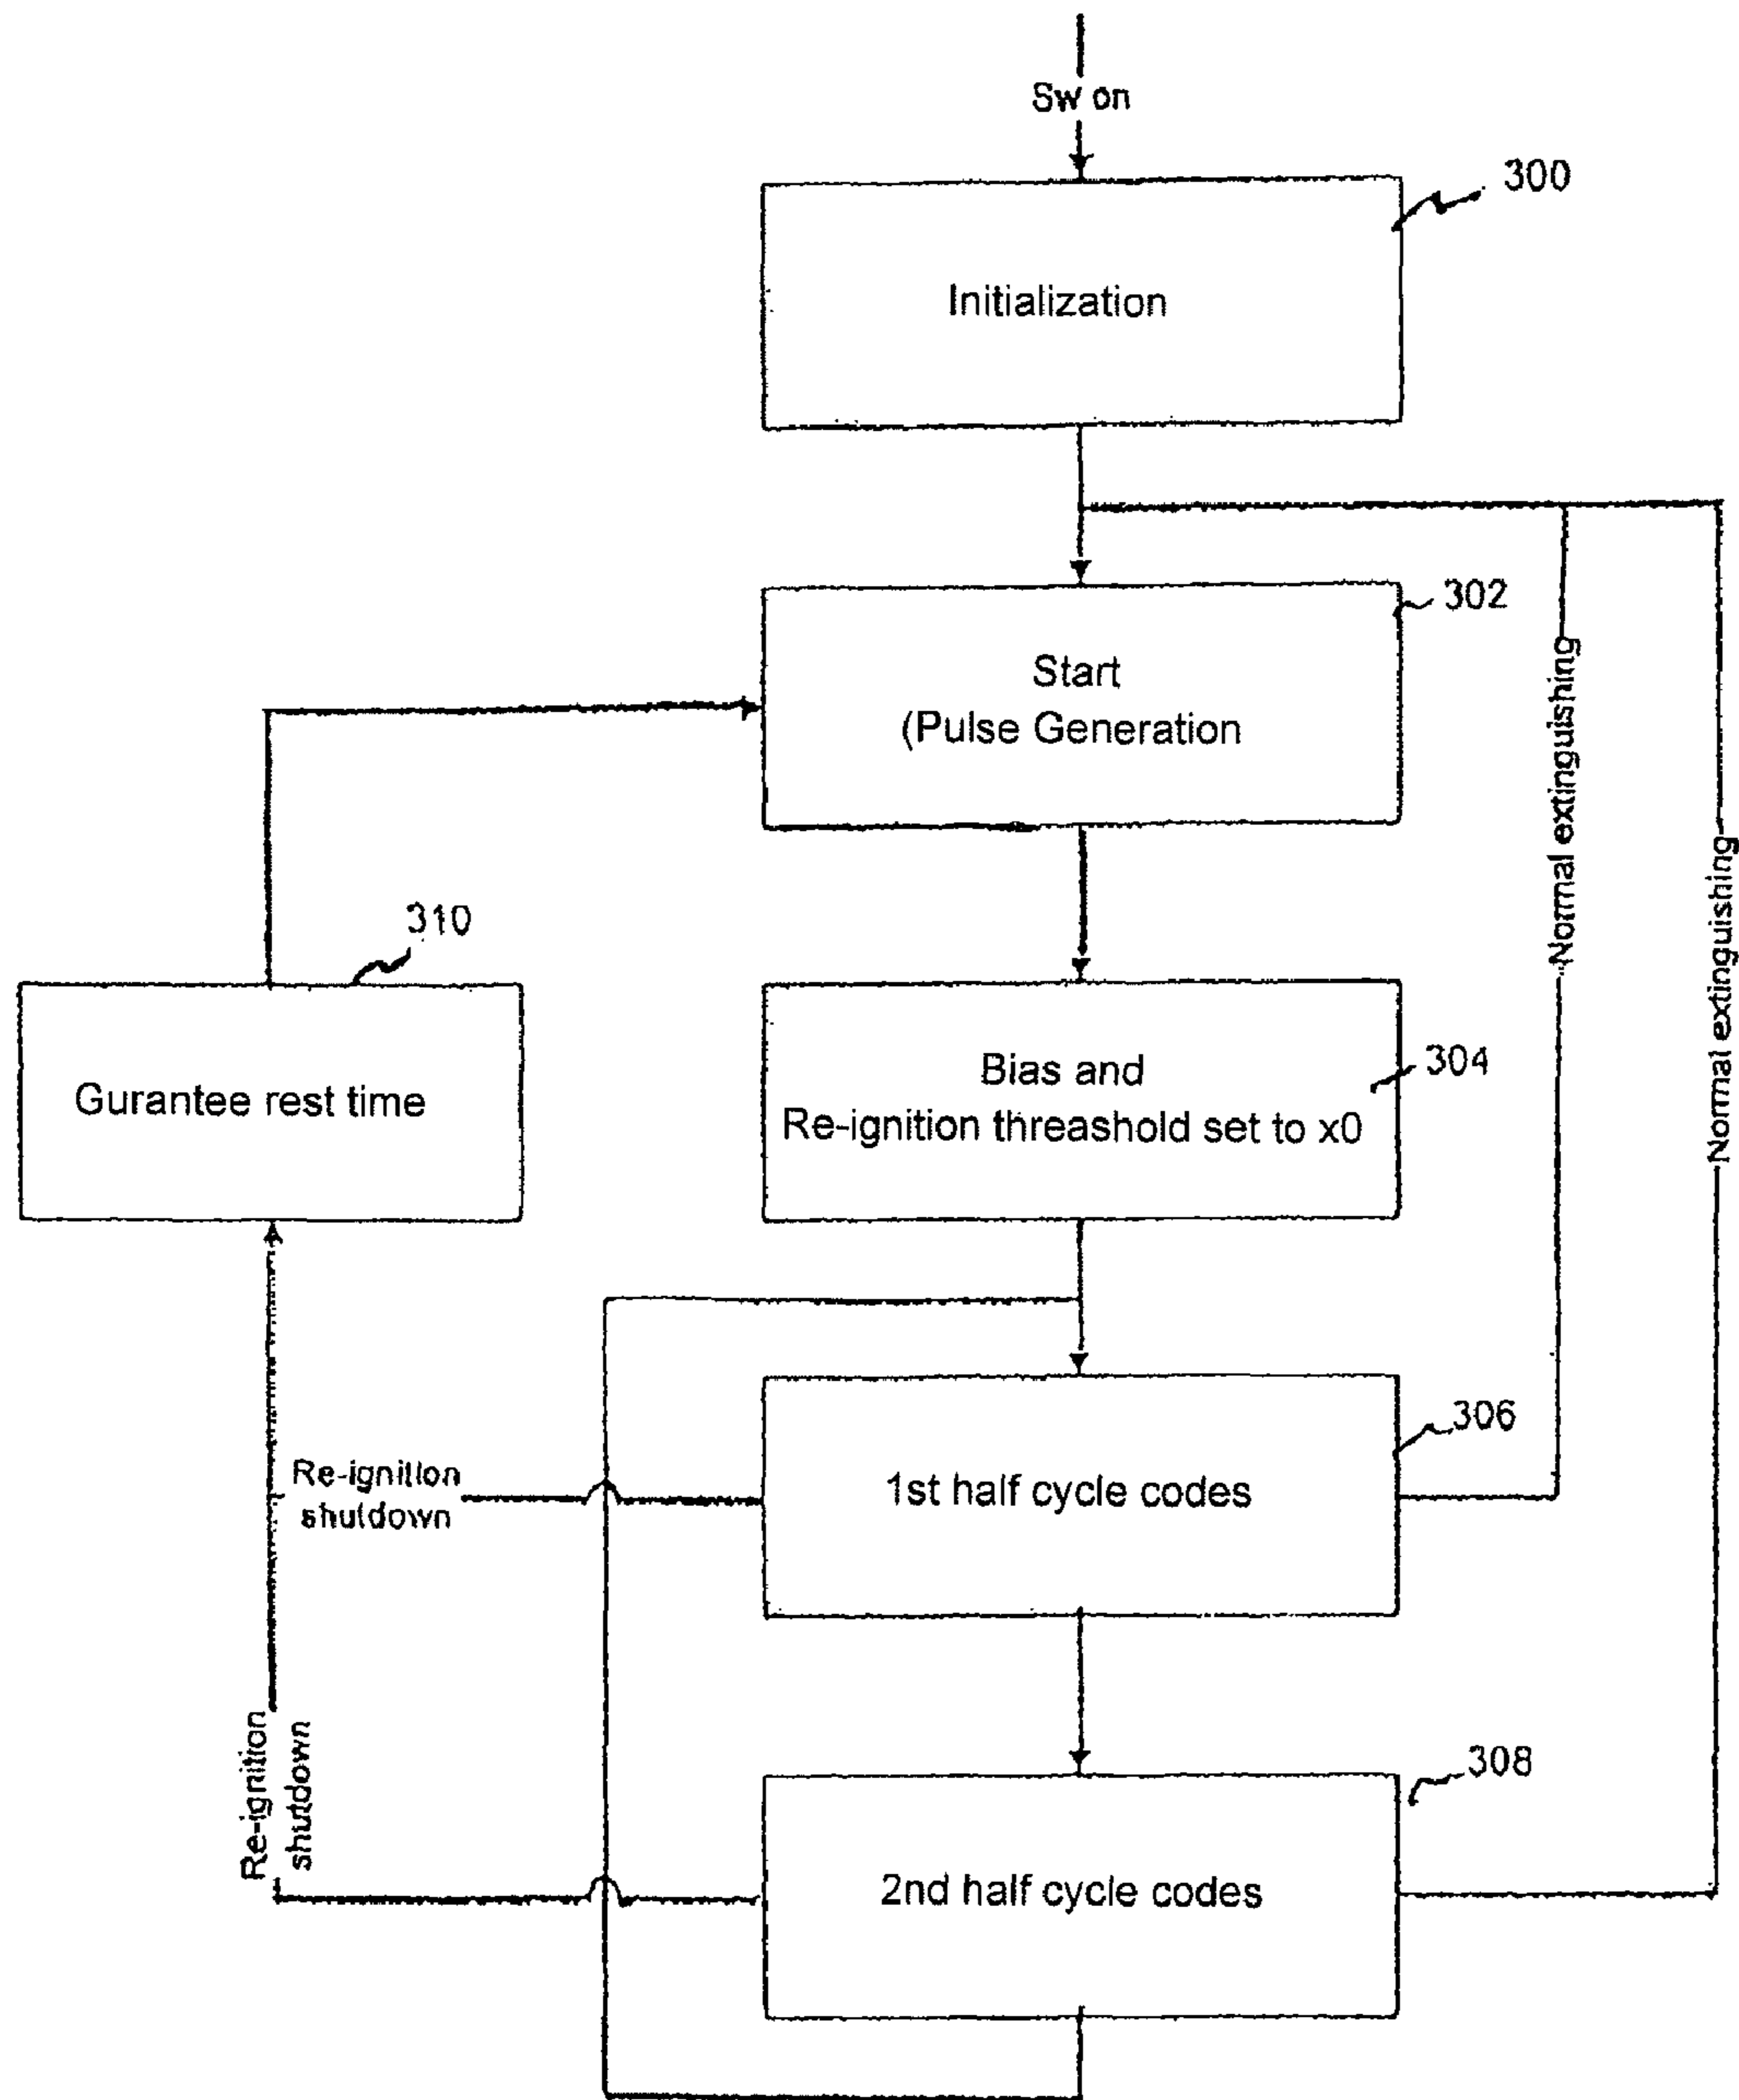 Sw on
300
Initialization
302
Start
(Pulse Generation
Normal extinguishing
Normal extinguishing
310
Gurantee rest time
304
Bias and
Re-ignition threashold set to x0
306
Re-ignition
shutdown
1st half cycle codes
Re-ignition
shutdown
308
2nd half cycle codes